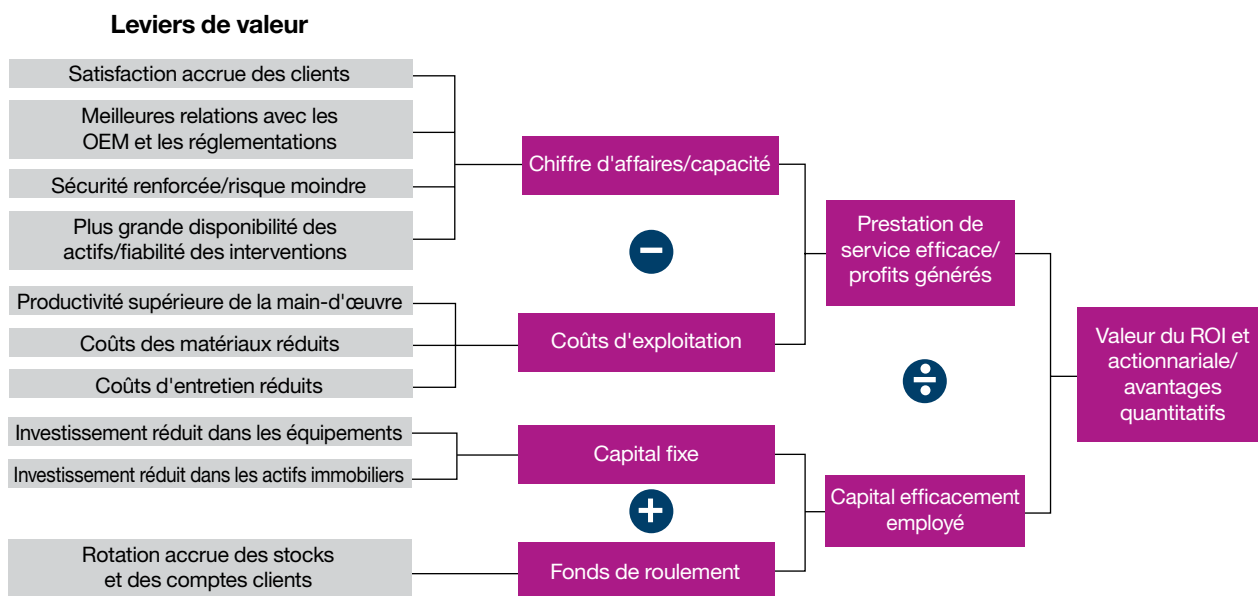 Leviers de valeur
Satisfaction accrue des clients
Meilleures relations avec les
OEM et les réglementations
Sécurité renforcée/risque moindre
Plus grande disponibilité des
actifs/fiabilité des interventions
Productivité supérieure de la main-d'œuvre
Coûts des matériaux réduits
Coûts d'entretien réduits
Investissement réduit dans les équipements
Investissement réduit dans les actifs immobiliers
Rotation accrue des stocks
et des comptes clients
Chiffre d'affaires/capacité
−
Coûts d'exploitation
Capital fixe
+
Fonds de roulement
Prestation de
service efficace/
profits générés
÷
Capital efficacement
employé
Valeur du ROI et
actionnariale/
avantages
quantitatifs